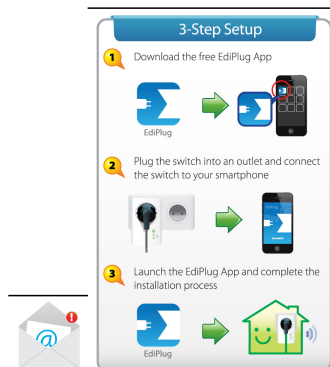 3-Step Setup
1 Download the free EdiPlug App
EdiPlug
2 Plug the switch into an outlet and connect
the switch to your smartphone
EdiPlug
3 Launch the EdiPlug App and complete the
installation process
EdiPlug
@
!